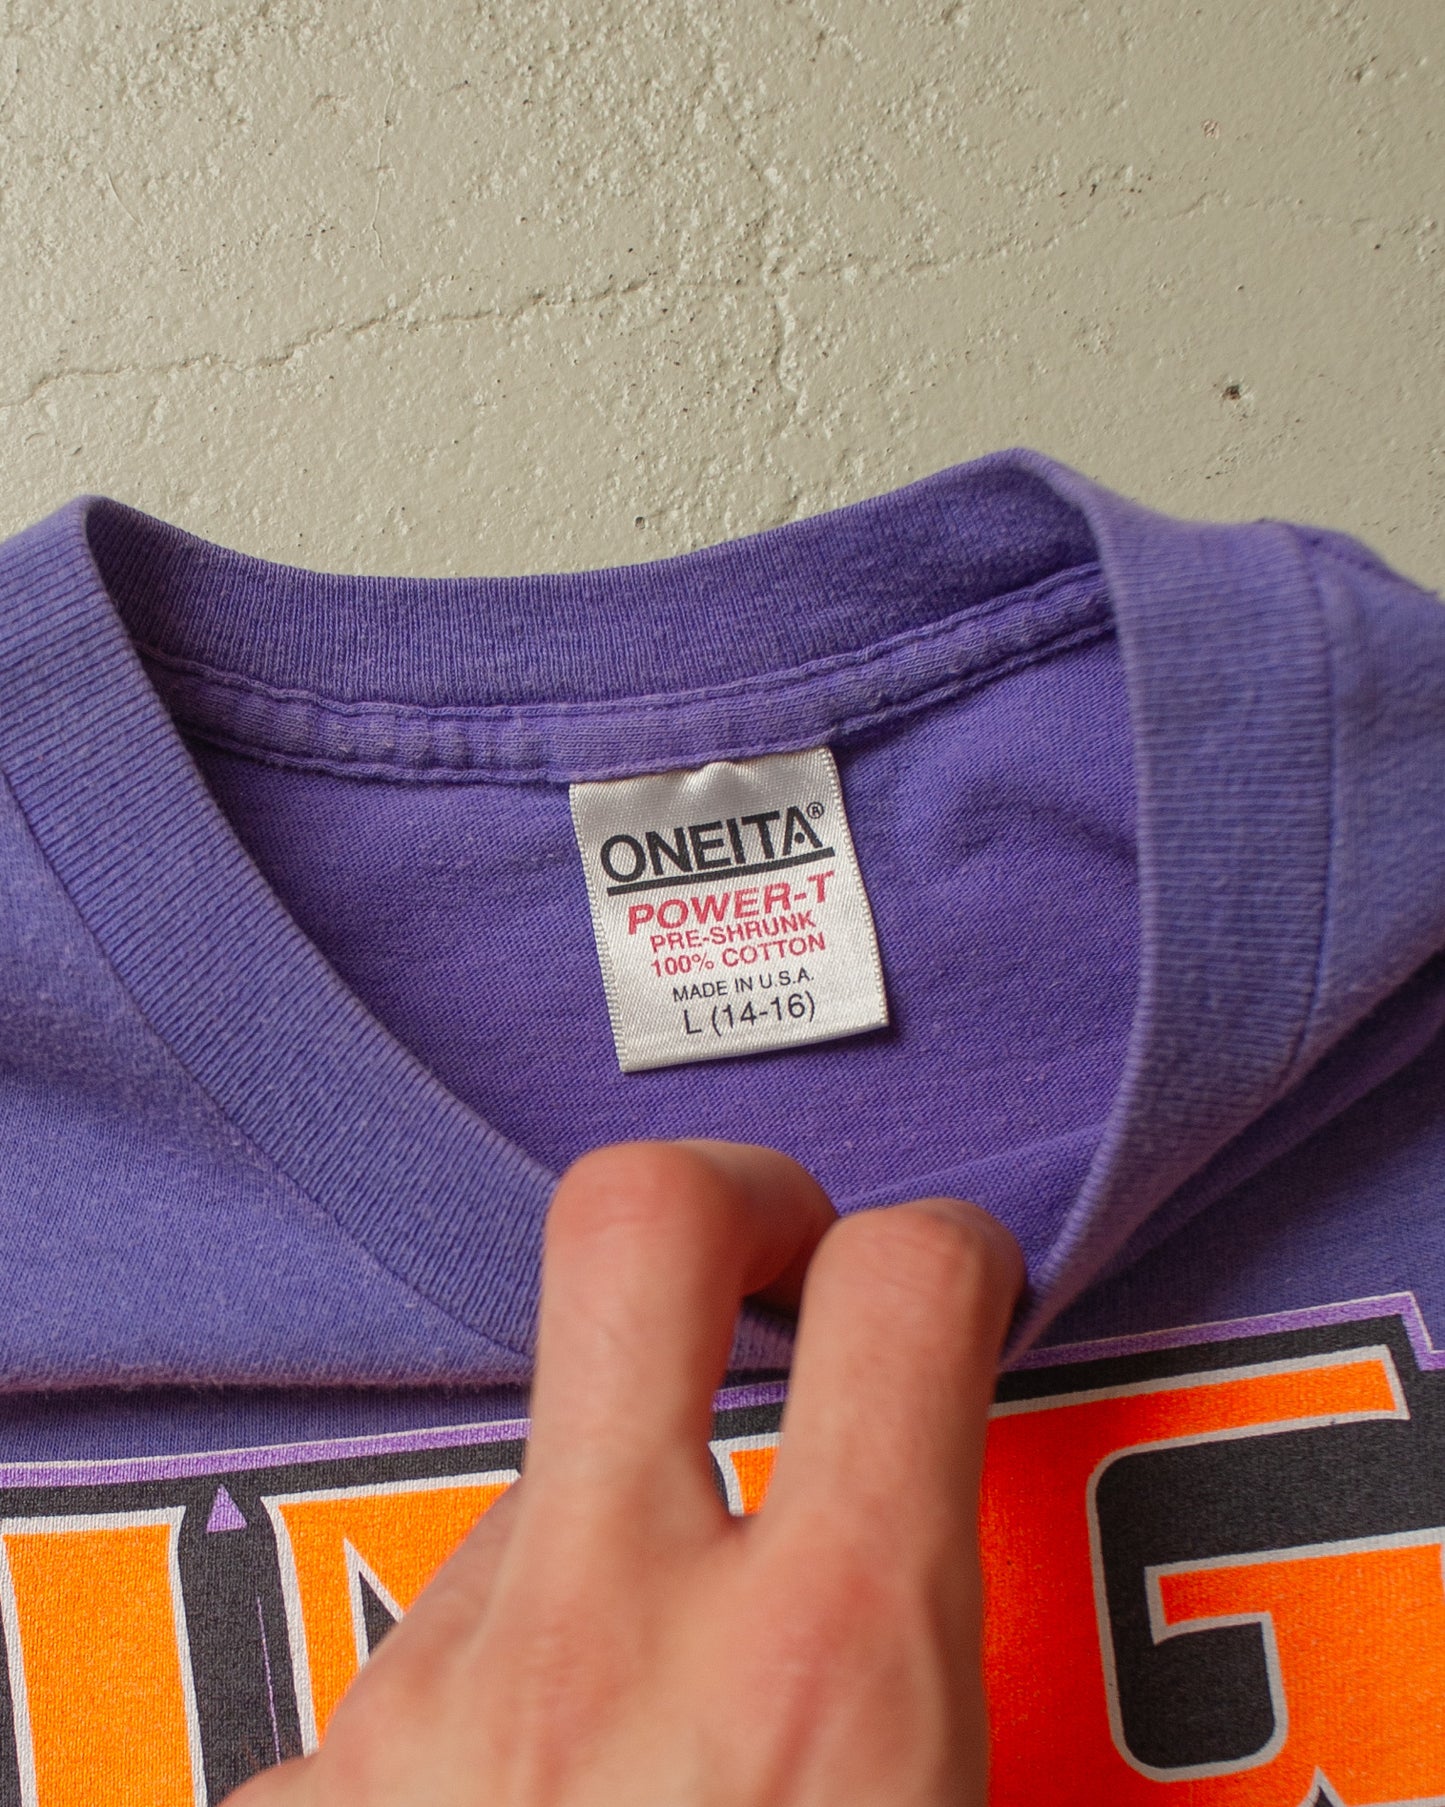 ONEITA®
POWER-T
PRE-SHRUNK
100% COTTON
MADE IN U.S.A.
L (14-16)